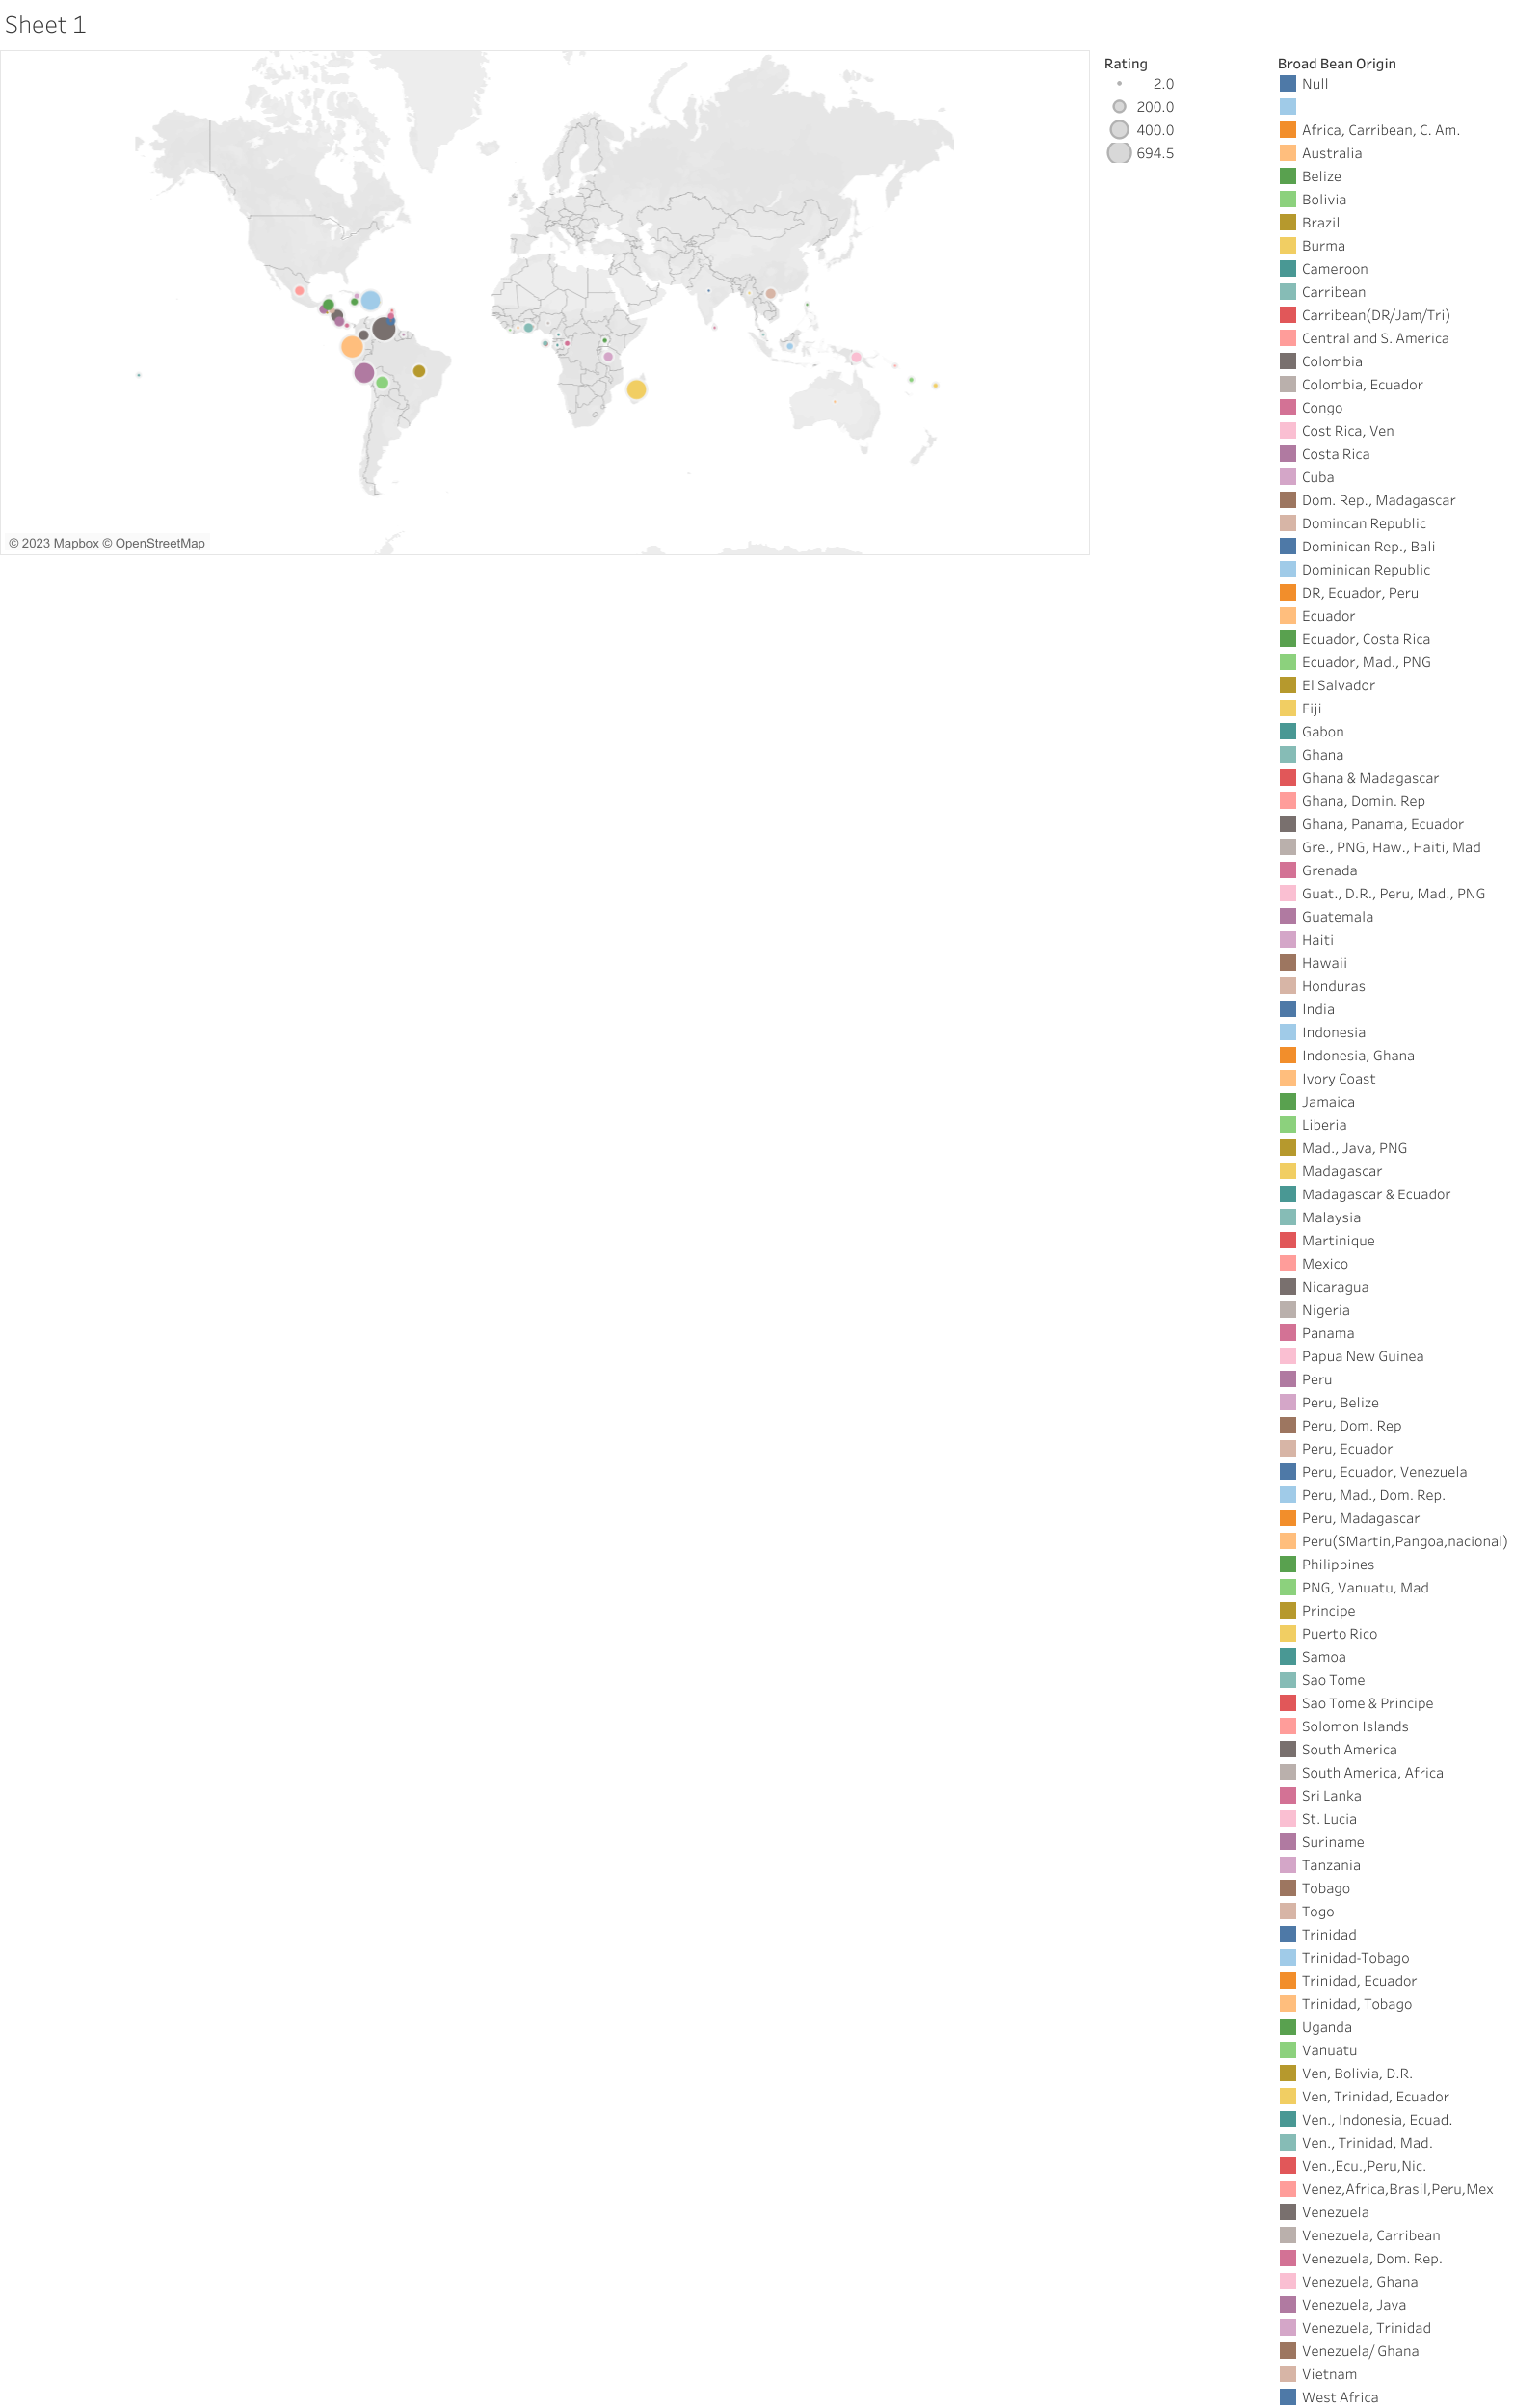 Sheet 1
© 2023 Mapbox © OpenStreetMap
Rating
2.0
200.0
400.0
694.5
Broad Bean Origin
Null
Africa, Carribean, C. Am.
Australia
Belize
Bolivia
Brazil
Burma
Cameroon
Carribean
Carribean(DR/Jam/Tri)
Central and S. America
Colombia
Colombia, Ecuador
Congo
Cost Rica, Ven
Costa Rica
Cuba
Dom. Rep., Madagascar
Domincan Republic
Dominican Rep., Bali
Dominican Republic
DR, Ecuador, Peru
Ecuador
Ecuador, Costa Rica
Ecuador, Mad., PNG
El Salvador
Fiji
Gabon
Ghana
Ghana & Madagascar
Ghana, Domin. Rep
Ghana, Panama, Ecuador
Gre., PNG, Haw., Haiti, Mad
Grenada
Guat., D.R., Peru, Mad., PNG
Guatemala
Haiti
Hawaii
Honduras
India
Indonesia
Indonesia, Ghana
Ivory Coast
Jamaica
Liberia
Mad., Java, PNG
Madagascar
Madagascar & Ecuador
Malaysia
Martinique
Mexico
Nicaragua
Nigeria
Panama
Papua New Guinea
Peru
Peru, Belize
Peru, Dom. Rep
Peru, Ecuador
Peru, Ecuador, Venezuela
Peru, Mad., Dom. Rep.
Peru, Madagascar
Peru(SMartin,Pangoa,nacional)
Philippines
PNG, Vanuatu, Mad
Principe
Puerto Rico
Samoa
Sao Tome
Sao Tome & Principe
Solomon Islands
South America
South America, Africa
Sri Lanka
St. Lucia
Suriname
Tanzania
Tobago
Togo
Trinidad
Trinidad-Tobago
Trinidad, Ecuador
Trinidad, Tobago
Uganda
Vanuatu
Ven, Bolivia, D.R.
Ven, Trinidad, Ecuador
Ven., Indonesia, Ecuad.
Ven., Trinidad, Mad.
Ven.,Ecu.,Peru,Nic.
Venez,Africa,Brasil,Peru,Mex
Venezuela
Venezuela, Carribean
Venezuela, Dom. Rep.
Venezuela, Ghana
Venezuela, Java
Venezuela, Trinidad
Venezuela/ Ghana
Vietnam
West Africa